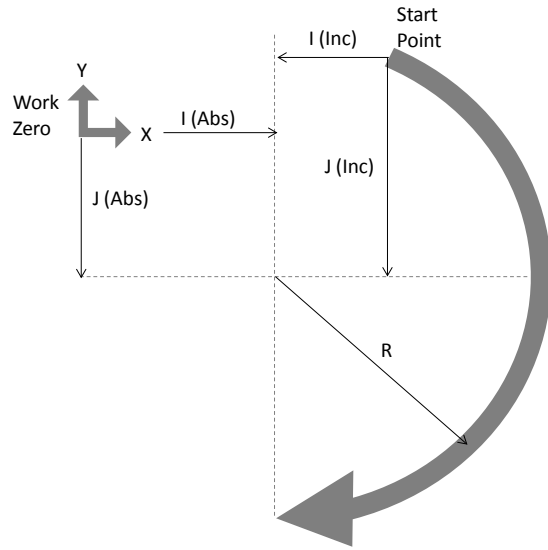 Start
Point
I (Inc)
Y
Work
Zero
X
I (Abs)
J (Inc)
J (Abs)
R